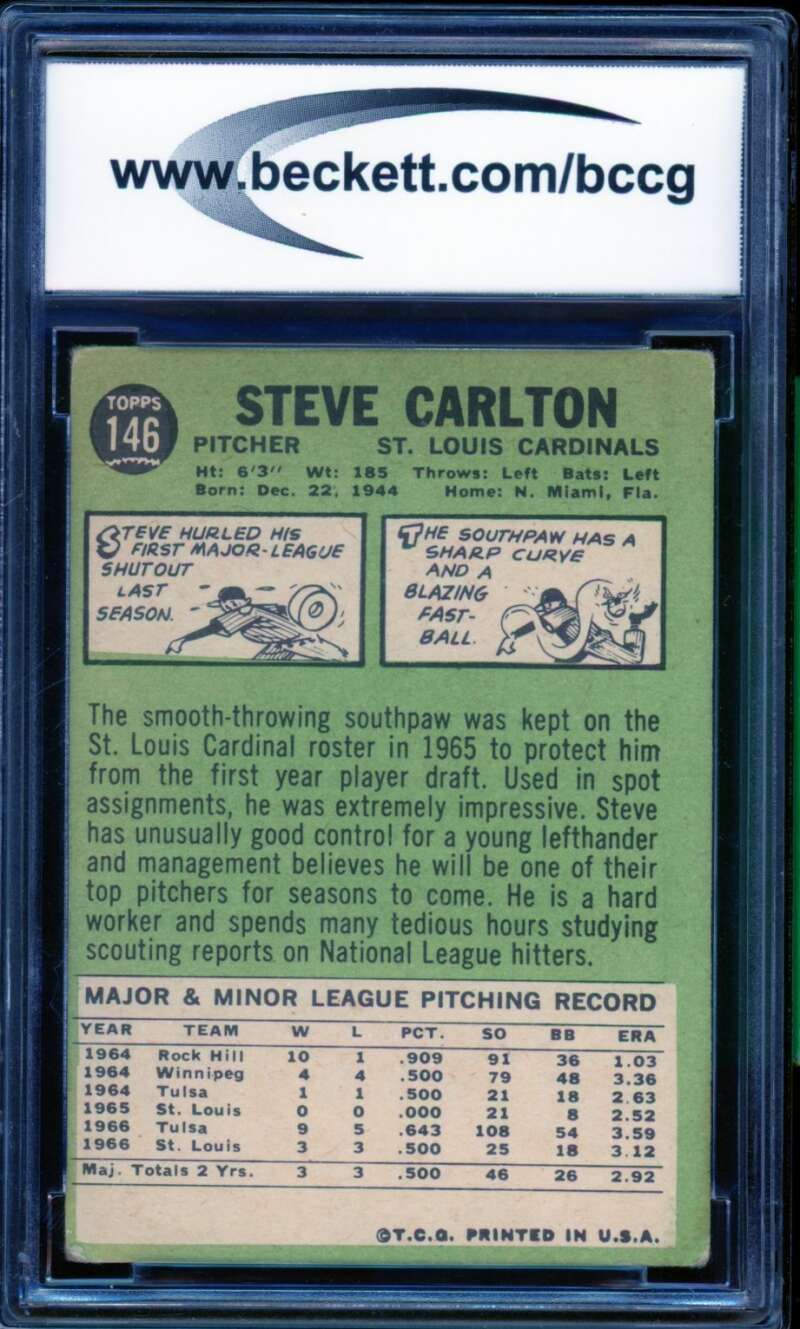 www.beckett.com/bccg
TOPPS
146
STEVE CARLTON
PITCHER ST. LOUIS CARDINALS
Ht: 6'3" Wt: 185 Throws: Left Bats: Left
Born: Dec. 22, 1944 Home: N. Miami, Fla.
STEVE HURLED HIS
FIRST MAJOR-LEAGUE
SHUTOUT
LAST
SEASON.
THE SOUTHPAW HAS A
SHARP CURVE
AND A
BLAZING
FAST-
BALL.
The smooth-throwing southpaw was kept on the
St. Louis Cardinal roster in 1965 to protect him
from the first year player draft. Used in spot
assignments, he was extremely impressive. Steve
has unusually good control for a young lefthander
and management believes he will be one of their
top pitchers for seasons to come. He is a hard
worker and spends many tedious hours studying
scouting reports on National League hitters.
MAJOR & MINOR LEAGUE PITCHING RECORD
YEAR TEAM W L PCT. SO BB ERA
1964 Rock Hill 10 1 .909 91 36 1.03
1964 Winnipeg 4 4 .500 79 48 3.36
1964 Tulsa 1 1 .500 21 18 2.63
1965 St. Louis 0 0 .000 21 8 2.52
1966 Tulsa 9 5 .643 108 54 3.59
1966 St. Louis 3 3 .500 25 18 3.12
Maj. Totals 2 Yrs. 3 3 .500 46 26 2.92
©T.C.G. PRINTED IN U.S.A.